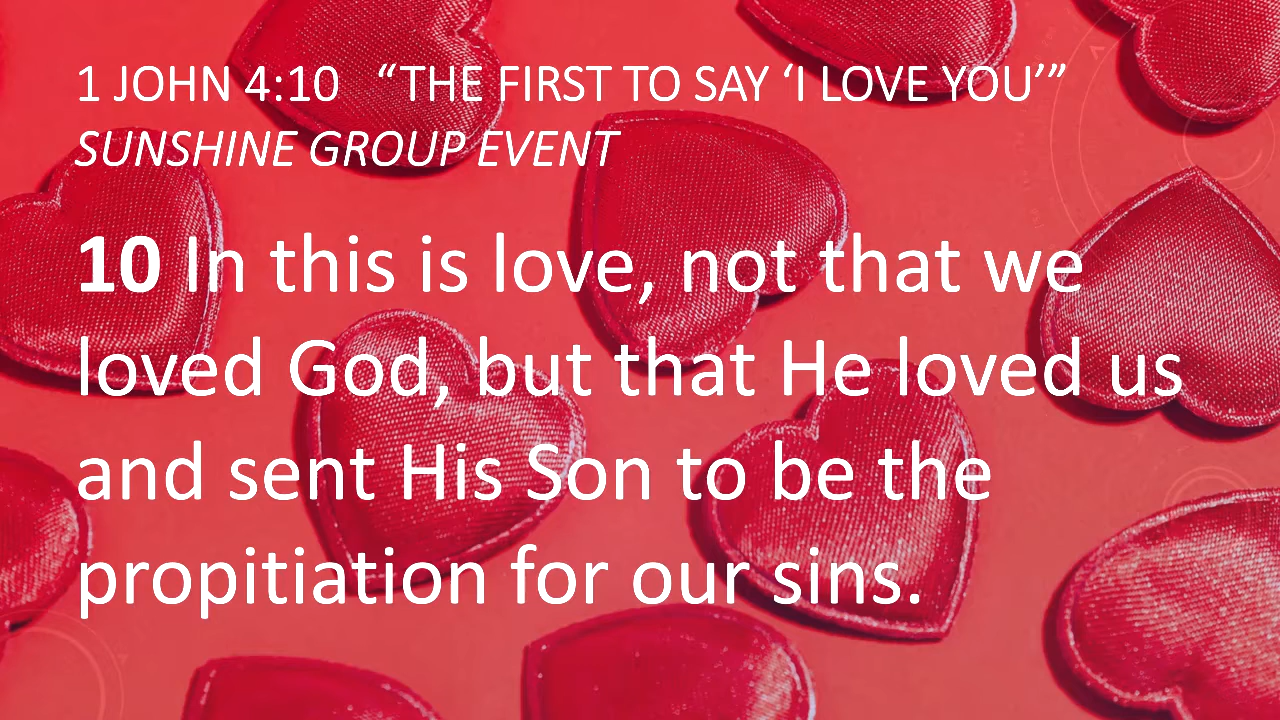 1 JOHN 4:10 “THE FIRST TO SAY ‘I LOVE YOU’”
SUNSHINE GROUP EVENT
10 In this is love, not that we
loved God, but that He loved us
and sent His Son to be the
propitiation for our sins.